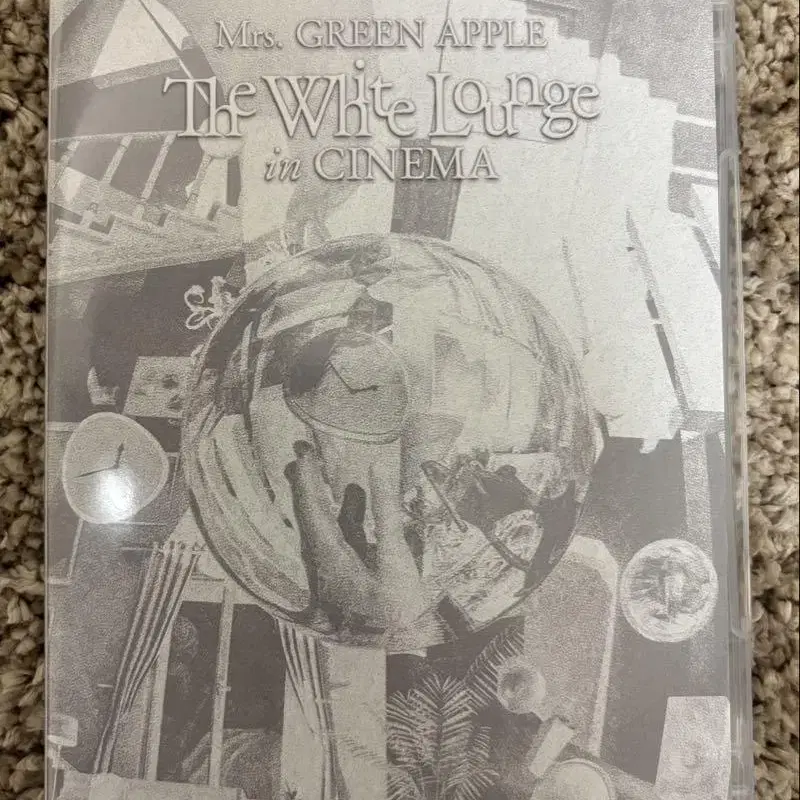 Mrs. GREEN APPLE
The White Lounge
in CINEMA